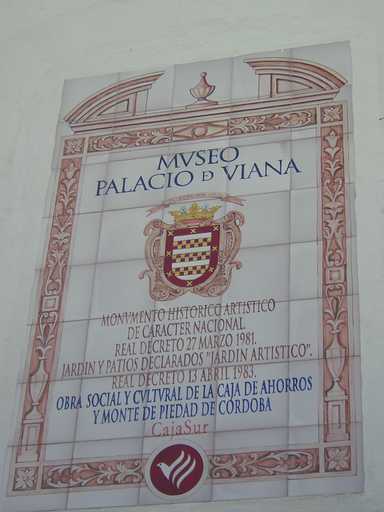 MVSEO
PALACIO D VIANA
MONVMENTO HISTORICO ARTISTICO
DE CARACTER NACIONAL.
REAL DECRETO 27 MARZO 1981.
JARDIN Y PATIOS DECLARADOS "JARDIN ARTISTICO".
REAL DECRETO 13 ABRIL 1983.
OBRA SOCIAL Y CVLTVRAL DE LA CAJA DE AHORROS
Y MONTE DE PIEDAD DE CÓRDOBA
CajaSur